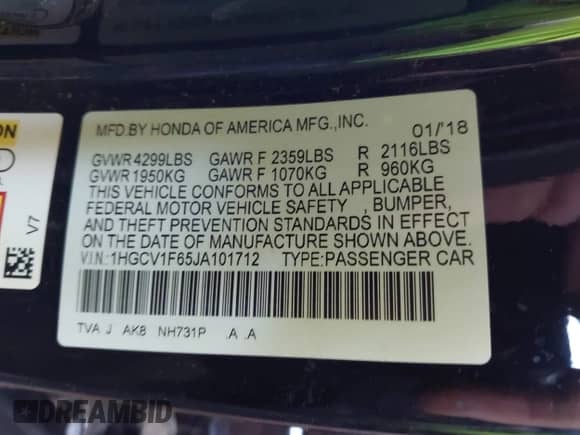 MFD.BY HONDA OF AMERICA MFG.,INC. 01/'18
GVWR 4299LBS GAWR F 2359LBS R 2116LBS
GVWR 1950KG GAWR F 1070KG R 960KG
THIS VEHICLE CONFORMS TO ALL APPLICABLE
FEDERAL MOTOR VEHICLE SAFETY , BUMPER,
AND THEFT PREVENTION STANDARDS IN EFFECT
ON THE DATE OF MANUFACTURE SHOWN ABOVE.
V.I.N.:1HGCV1F65JA101712 TYPE:PASSENGER CAR
TVA J AK8 NH731P .A .A
V7
DREAMBID